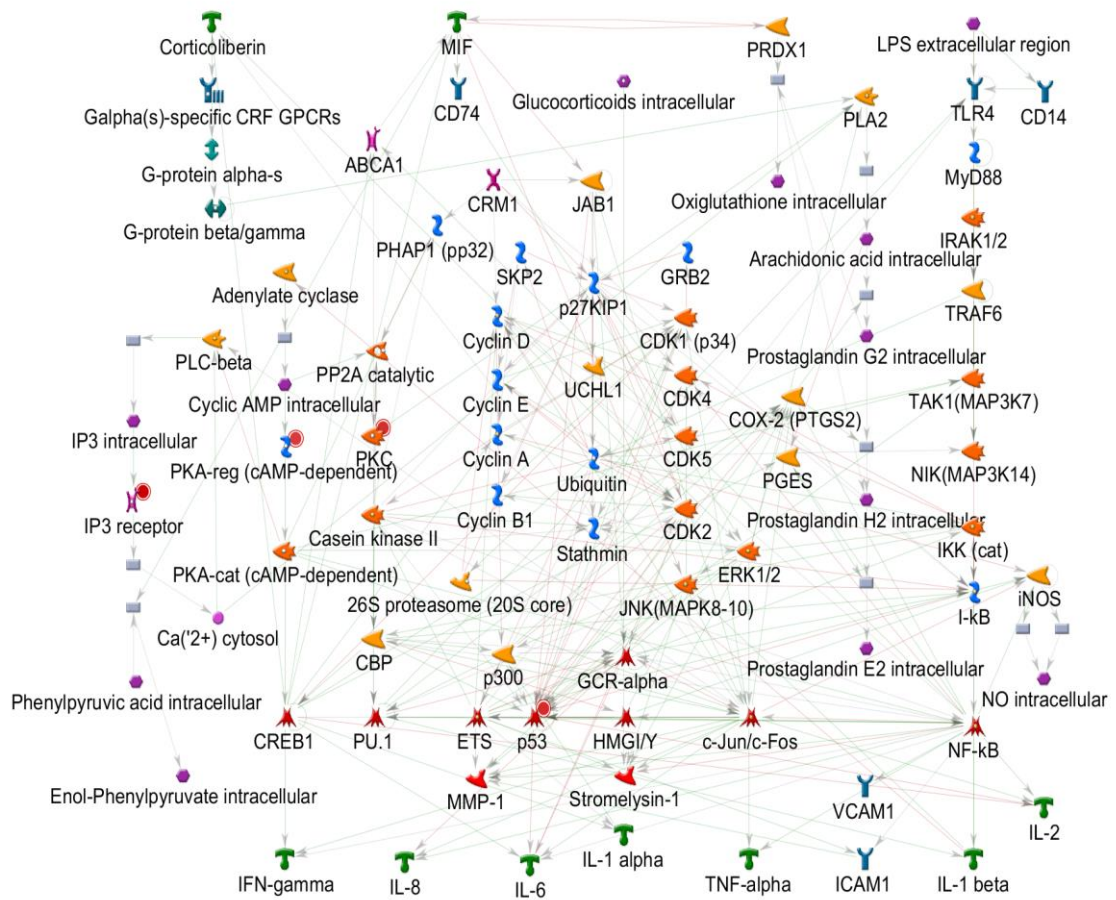 Corticoliberin
MIF
PRDX1
LPS extracellular region
Galpha(s)-specific CRF GPCRs
CD74
Glucocorticoids intracellular
PLA2
TLR4
CD14
G-protein alpha-s
ABCA1
MyD88
CRM1
JAB1
Oxiglutathione intracellular
G-protein beta/gamma
PHAP1 (pp32)
IRAK1/2
SKP2
GRB2
Arachidonic acid intracellular
Adenylate cyclase
p27KIP1
TRAF6
Cyclin D
CDK1 (p34)
PLC-beta
PP2A catalytic
UCHL1
Prostaglandin G2 intracellular
Cyclic AMP intracellular
Cyclin E
CDK4
COX-2 (PTGS2)
TAK1(MAP3K7)
IP3 intracellular
PKA-reg (cAMP-dependent)
PKC
Cyclin A
CDK5
Ubiquitin
PGES
NIK(MAP3K14)
IP3 receptor
Casein kinase II
Cyclin B1
Stathmin
CDK2
Prostaglandin H2 intracellular
IKK (cat)
PKA-cat (cAMP-dependent)
ERK1/2
26S proteasome (20S core)
JNK(MAPK8-10)
I-kB
iNOS
Ca('2+) cytosol
CBP
p300
GCR-alpha
Prostaglandin E2 intracellular
NO intracellular
Phenylpyruvic acid intracellular
CREB1
PU.1
ETS
p53
HMGI/Y
c-Jun/c-Fos
NF-kB
Enol-Phenylpyruvate intracellular
MMP-1
Stromelysin-1
VCAM1
IL-2
IFN-gamma
IL-8
IL-6
IL-1 alpha
TNF-alpha
ICAM1
IL-1 beta